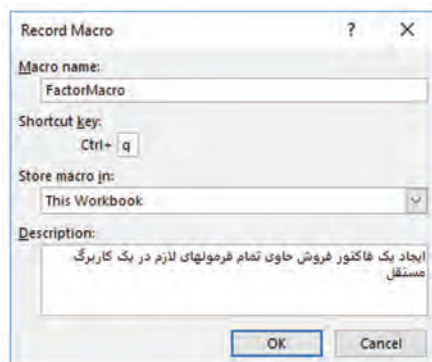 Record Macro ? X
Macro name:
FactorMacro
Shortcut key:
Ctrl+ q
Store macro in:
This Workbook
Description:
ایجاد یک فاکتور فروش حاوی تمام فرمولهای لازم در یک کاربرگ
مستقل
OK Cancel